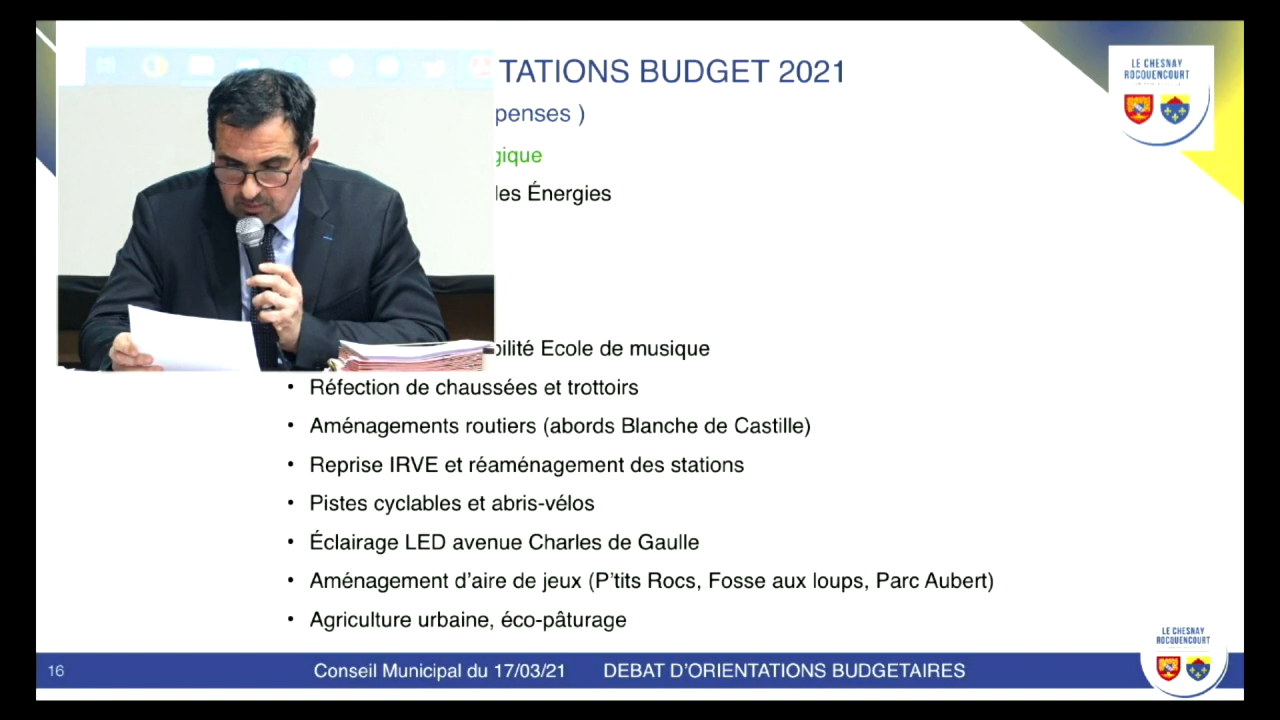 TATIONS BUDGET 2021
LE CHESNAY
ROCQUENCOURT
penses )
gique
les Énergies
bilité Ecole de musique
• Réfection de chaussées et trottoirs
• Aménagements routiers (abords Blanche de Castille)
• Reprise IRVE et réaménagement des stations
• Pistes cyclables et abris-vélos
• Éclairage LED avenue Charles de Gaulle
• Aménagement d'aire de jeux (P'tits Rocs, Fosse aux loups, Parc Aubert)
• Agriculture urbaine, éco-pâturage
LE CHESNAY
ROCQUENCOURT
16 Conseil Municipal du 17/03/21 DEBAT D'ORIENTATIONS BUDGETAIRES